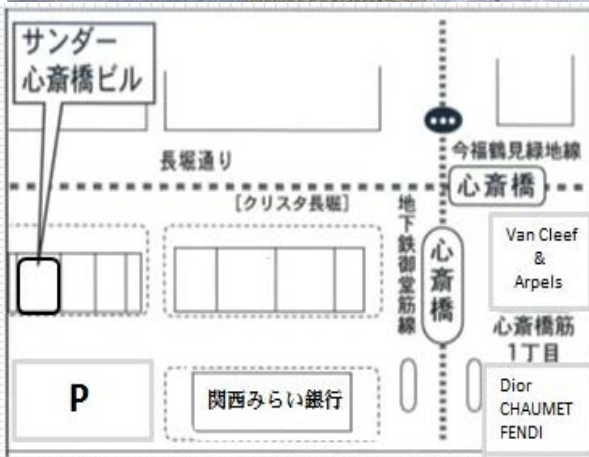 サンダー
心斎橋ビル
長堀通り
今福鶴見緑地線
心斎橋
[クリスタ長堀]
地下鉄御堂筋線
心斎橋
Van Cleef
&
Arpels
心斎橋筋
1丁目
P
関西みらい銀行
Dior
CHAUMET
FENDI